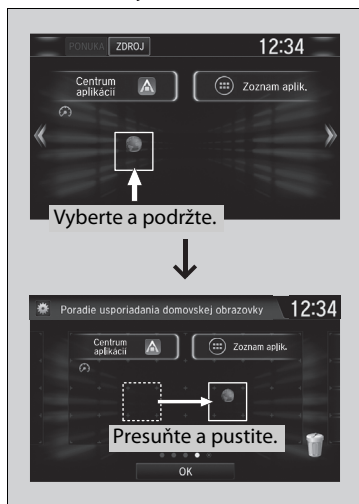 PONUKA ZDROJ 12:34
Centrum aplikácií
Zoznam aplik.
Vyberte a podržte.
Poradie usporiadania domovskej obrazovky 12:34
Centrum aplikácií
Zoznam aplik.
Presuňte a pustite.
OK